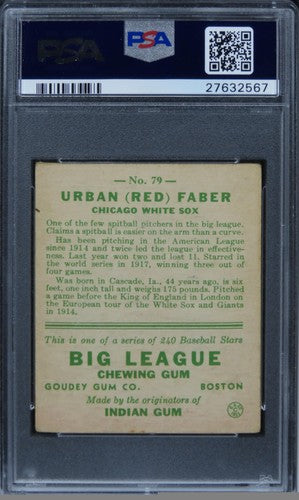 PSA
PSA
27632567
— No. 79 —
URBAN (RED) FABER
CHICAGO WHITE SOX
One of the few spitball pitchers in the big league.
Claims a spitball is easier on the arm than a curve.
Has been pitching in the American League
since 1914 and twice led the league in effective-
ness. Last year won two and lost 11. Starred in
the world series in 1917, winning three out of
four games.
Was born in Cascade, Ia., 44 years ago, is six
feet, one inch tall and weighs 175 pounds. Pitched
a game before the King of England in London on
the European tour of the White Sox and Giants
in 1914.
This is one of a series of 240 Baseball Stars
BIG LEAGUE
CHEWING GUM
GOUDEY GUM CO. BOSTON
Made by the originators of
INDIAN GUM